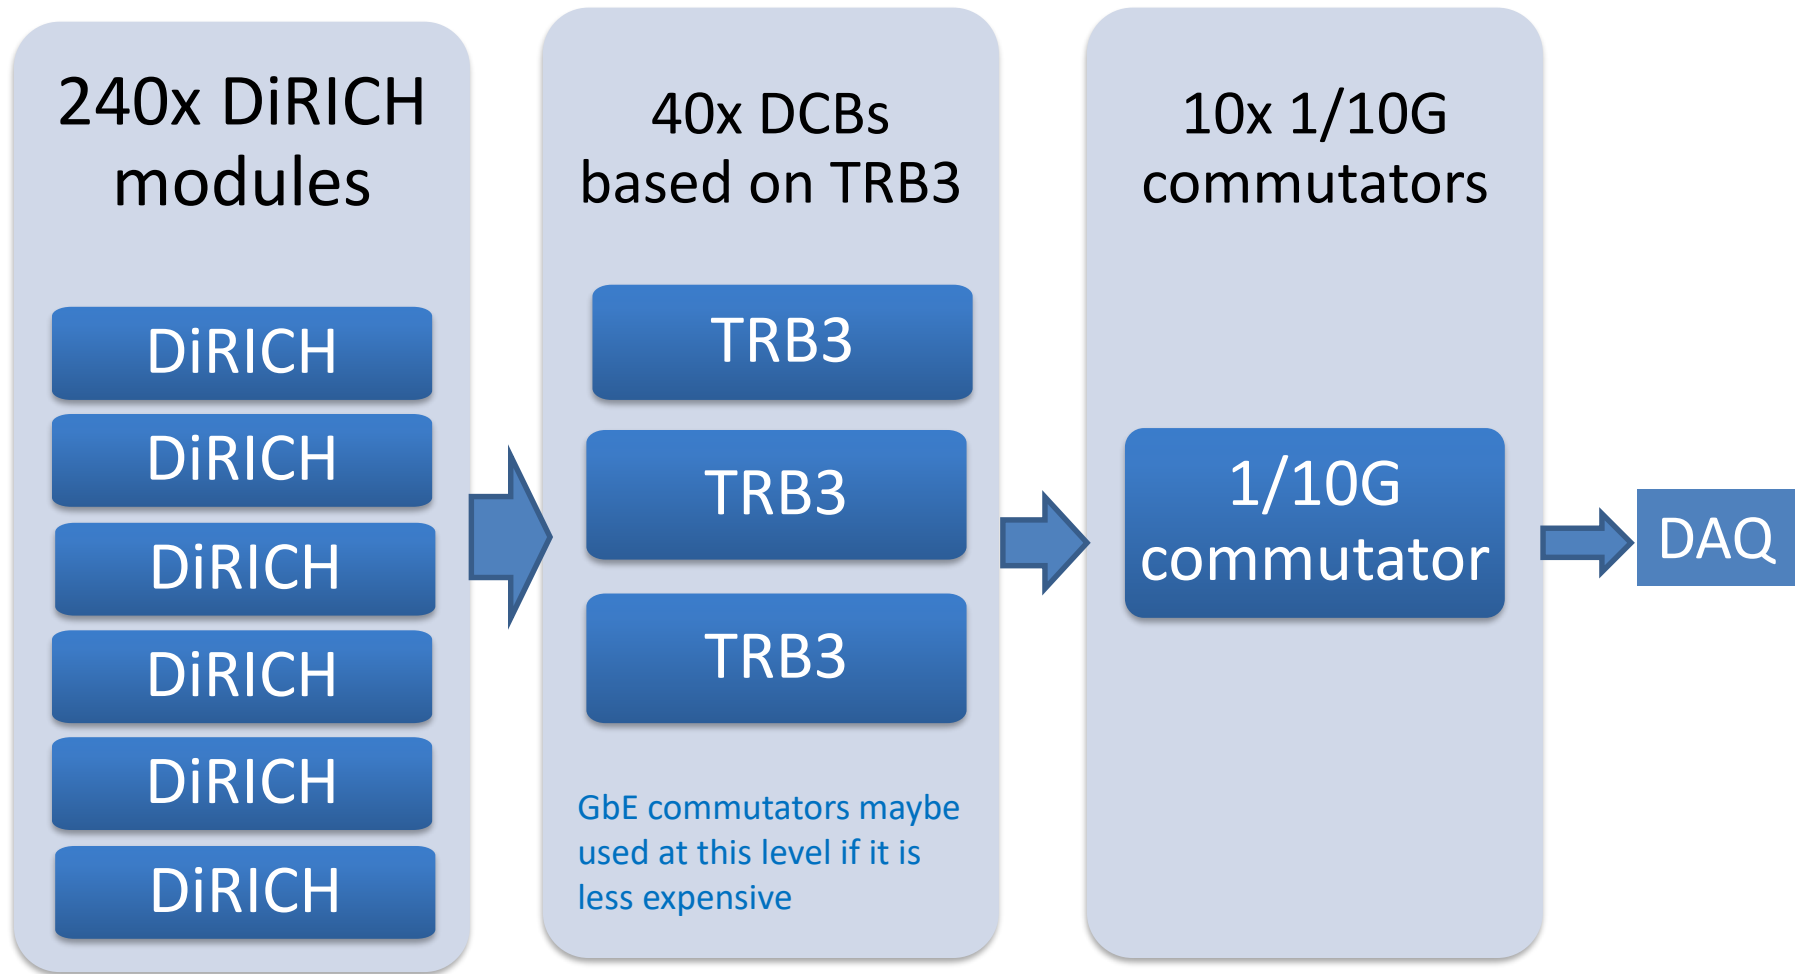 240x DiRICH
modules
DiRICH
DiRICH
DiRICH
DiRICH
DiRICH
DiRICH
40x DCBs
based on TRB3
TRB3
TRB3
TRB3
GbE commutators maybe
used at this level if it is
less expensive
10x 1/10G
commutators
1/10G
commutator
DAQ